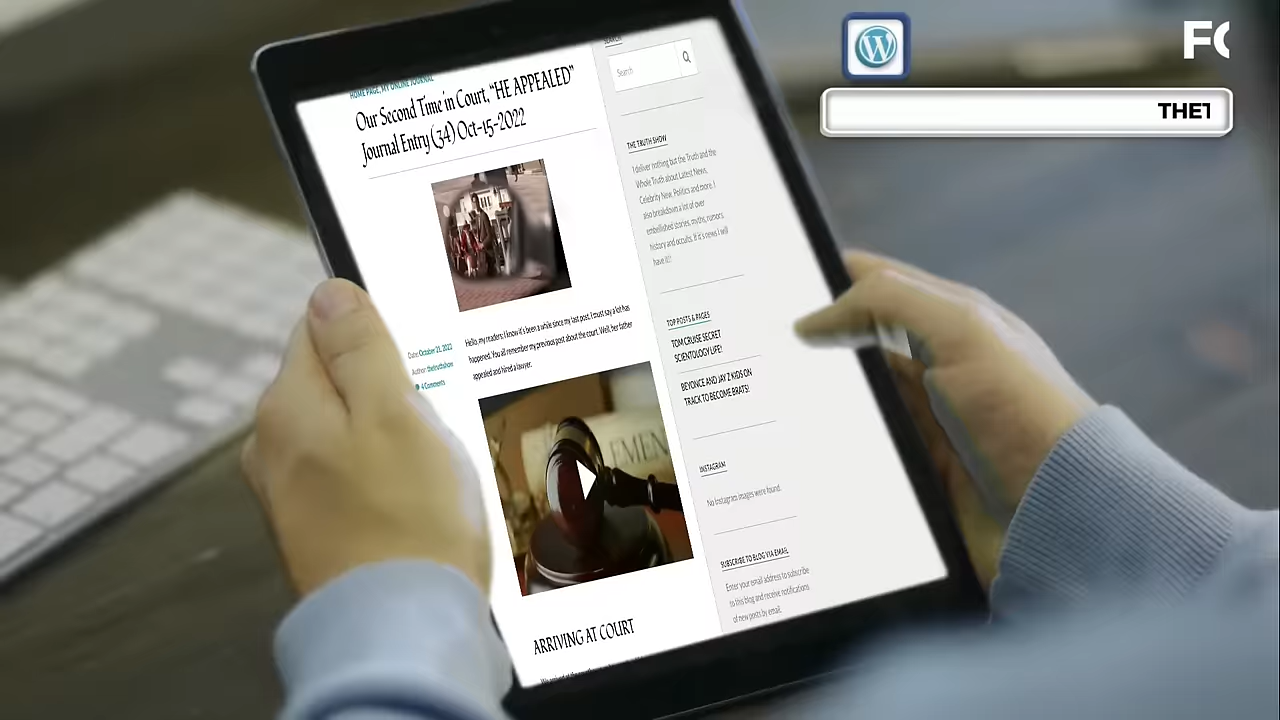 FO
THET
HOME PAGE, MY ONLINE JOURNAL
Our Second Time in Court, “HE APPEALED”
Journal Entry (34) Oct-15-2022
Date: October 21, 2022
Author: thetruthshow
4 Comments
Hello, my readers; I know it's been a while since my last post. I must say a lot has
happened. You all remember my previous post about the court. Well, her father
appealed and hired a lawyer.
EMEN
ARRIVING AT COURT
SEARCH
Search
THE TRUTH SHOW
I deliver nothing but the Truth and the
Whole Truth about Latest News,
Celebrity New, Politics and more. I
also breakdown a lot of over
embellished stories, myths, rumors,
history and occults. If it's news I will
have it!!
TOP POSTS & PAGES
TOM CRUISE SECRET
SCIENTOLOGY LIFE!
BEYONCE AND JAY Z KIDS ON
TRACK TO BECOME BRATS!
INSTAGRAM
No Instagram images were found.
SUBSCRIBE TO BLOG VIA EMAIL
Enter your email address to subscribe
to this blog and receive notifications
of new posts by email.